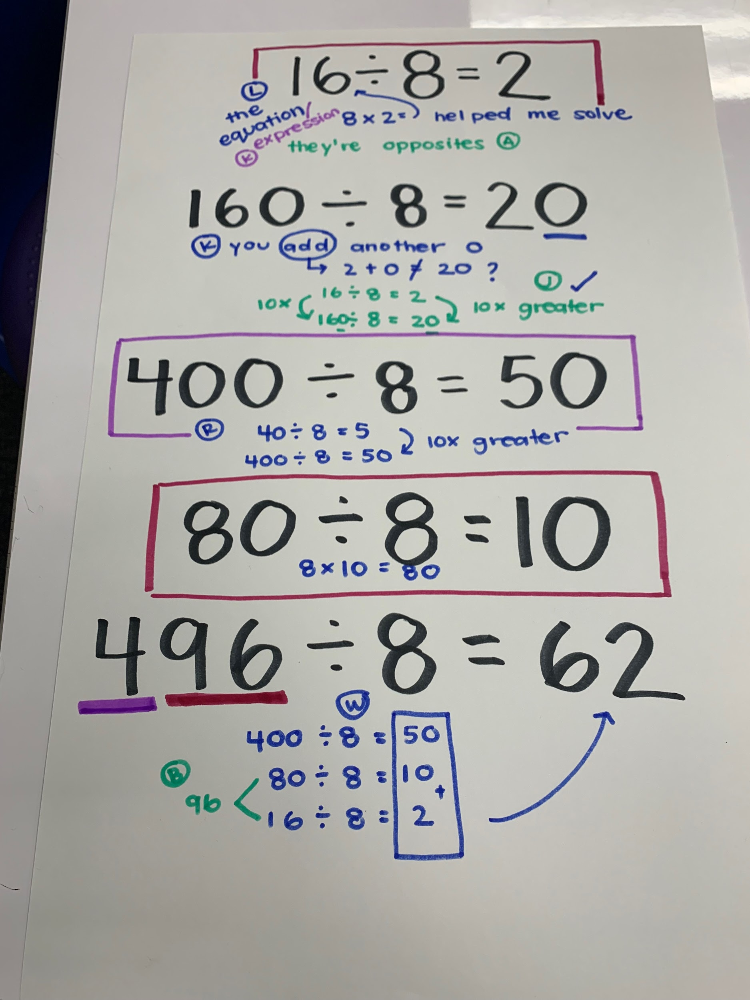 16 ÷ 8 = 2
Ⓛ the equation/ expression 8 x 2 = helped me solve
Ⓚ they're opposites Ⓐ
160 ÷ 8 = 20
Ⓚ you add another 0
↳ 2 + 0 ≠ 20 ?
Ⓙ ✓
16 ÷ 8 = 2
10x 160 ÷ 8 = 20 10x greater
400 ÷ 8 = 50
Ⓡ 40 ÷ 8 = 5
400 ÷ 8 = 50 10x greater
80 ÷ 8 = 10
8 x 10 = 80
496 ÷ 8 = 62
Ⓦ
400 ÷ 8 = 50
Ⓑ 80 ÷ 8 = 10
96 +
16 ÷ 8 = 2